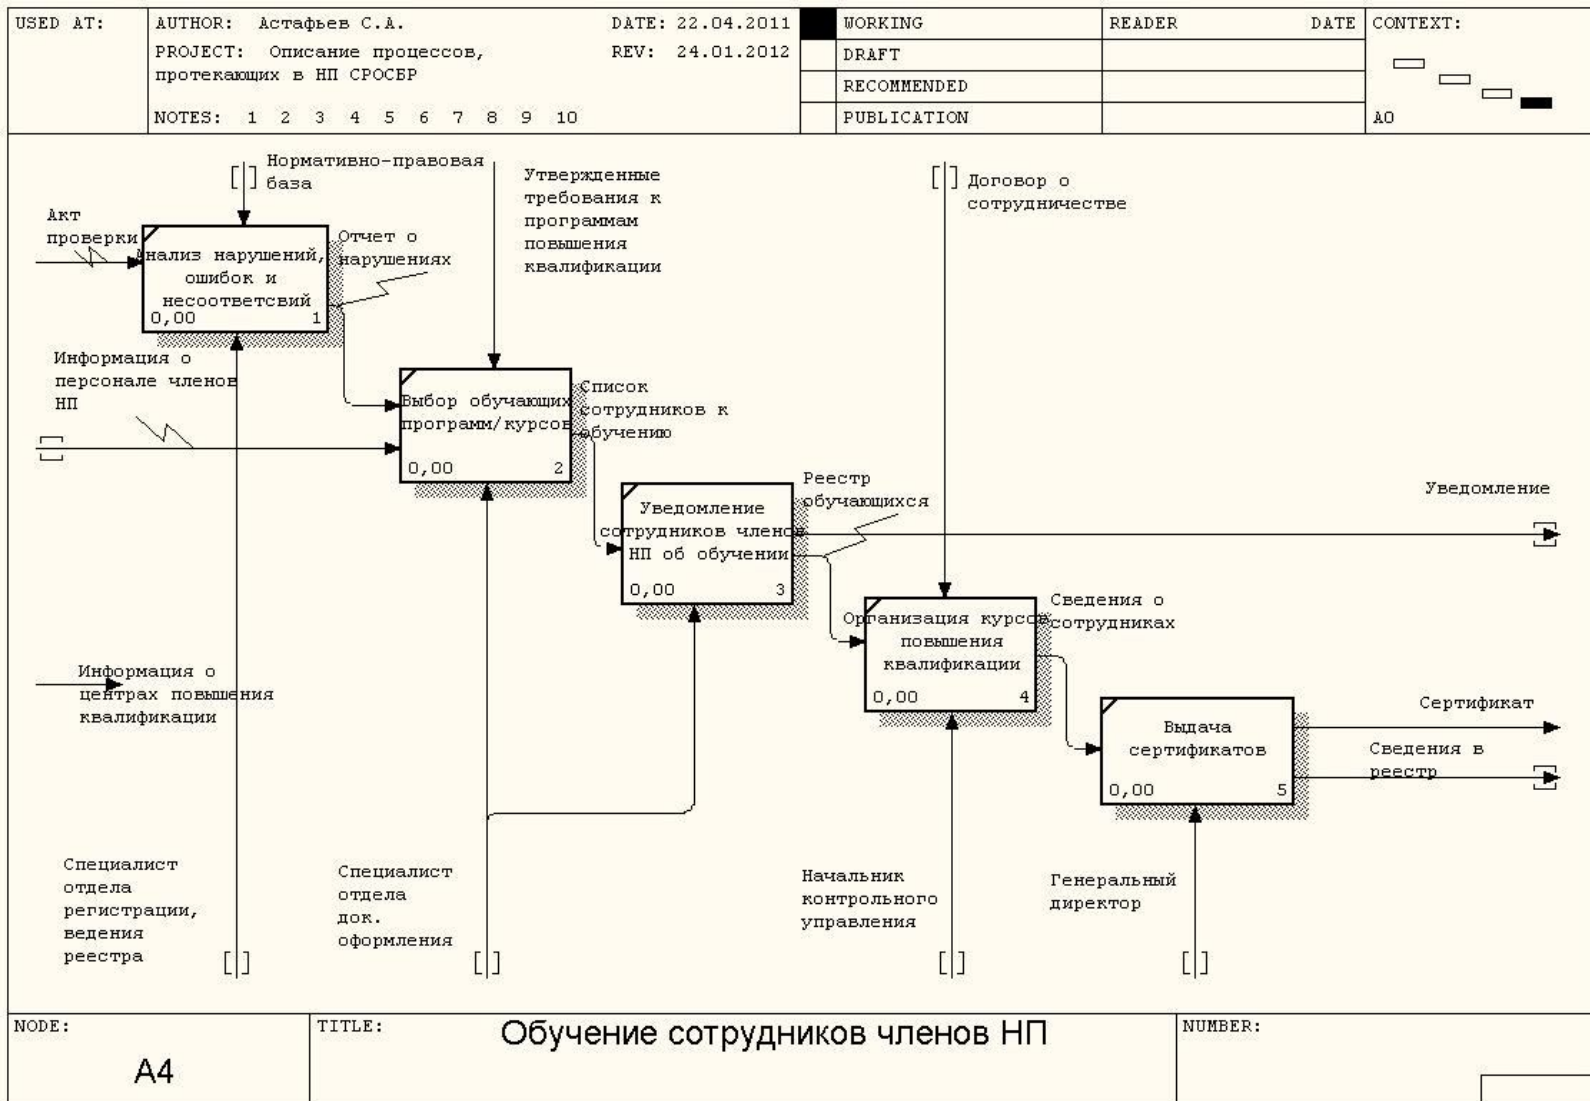 USED AT:
AUTHOR: Астафьев С.А.
DATE: 22.04.2011
PROJECT: Описание процессов,
протекающих в НП СРОСБР
REV: 24.01.2012
NOTES: 1 2 3 4 5 6 7 8 9 10
WORKING
DRAFT
RECOMMENDED
PUBLICATION
READER
DATE
CONTEXT:
A0
Нормативно-правовая
база
Утвержденные
требования к
программам
повышения
квалификации
Договор о
сотрудничестве
Акт
проверки
Анализ нарушений,
ошибок и
несоответсвий
0,00 1
Отчет о
нарушениях
Информация о
персонале членов
НП
Выбор обучающих
программ/курсов
0,00 2
Список
сотрудников к
обучению
Уведомление
сотрудников членов
НП об обучении
0,00 3
Реестр
обучающихся
Уведомление
Организация курсов
повышения
квалификации
0,00 4
Сведения о
сотрудниках
Информация о
центрах повышения
квалификации
Выдача
сертификатов
0,00 5
Сертификат
Сведения в
реестр
Специалист
отдела
регистрации,
ведения
реестра
Специалист
отдела
док.
оформления
Начальник
контрольного
управления
Генеральный
директор
NODE:
A4
TITLE:
Обучение сотрудников членов НП
NUMBER: